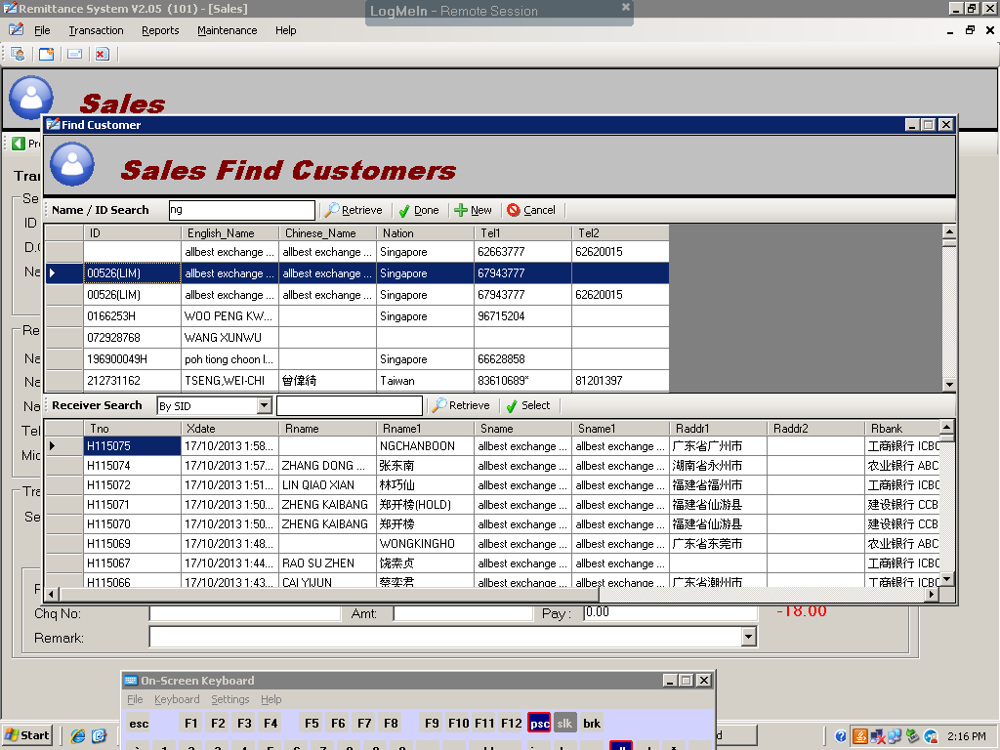 Remittance System V2.05 (101) - [Sales]
LogMeIn - Remote Session
File Transaction Reports Maintenance Help
Sales
Find Customer
Sales Find Customers
Name / ID Search ng Retrieve Done New Cancel
ID English_Name Chinese_Name Nation Tel1 Tel2
allbest exchange ... allbest exchange ... Singapore 62663777 62620015
00526(LIM) allbest exchange ... allbest exchange ... Singapore 67943777
00526(LIM) allbest exchange ... allbest exchange ... Singapore 67943777 62620015
0166253H WOO PENG KW... Singapore 96715204
072928768 WANG XUNWU
196900049H poh tiong choon l... Singapore 66628858
212731162 TSENG,WEI-CHI 曾偉綺 Taiwan 83610689* 81201397
Receiver Search By SID Retrieve Select
Tno Xdate Rname Rname1 Sname Sname1 Raddr1 Raddr2 Rbank
H115075 17/10/2013 1:58... NGCHANBOON allbest exchange ... allbest exchange ... 广东省广州市 工商银行 ICBC
H115074 17/10/2013 1:57... ZHANG DONG ... 张东南 allbest exchange ... allbest exchange ... 湖南省永州市 农业银行 ABC
H115072 17/10/2013 1:51... LIN QIAO XIAN 林巧仙 allbest exchange ... allbest exchange ... 福建省福州市 工商银行 ICBC
H115071 17/10/2013 1:50... ZHENG KAIBANG 郑开榜(HOLD) allbest exchange ... allbest exchange ... 福建省仙游县 建设银行 CCB
H115070 17/10/2013 1:50... ZHENG KAIBANG 郑开榜 allbest exchange ... allbest exchange ... 福建省仙游县 建设银行 CCB
H115069 17/10/2013 1:48... WONGKINGHO allbest exchange ... allbest exchange ... 广东省东莞市 农业银行 ABC
H115067 17/10/2013 1:44... RAO SU ZHEN 饶素贞 allbest exchange ... allbest exchange ... 工商银行 ICBC
H115066 17/10/2013 1:43... CAI YIJUN 蔡奕君 allbest exchange ... allbest exchange ... 广东省潮州市 工商银行 ICBC
Chq No: Amt: Pay : 0.00 -18.00
Remark:
On-Screen Keyboard
File Keyboard Settings Help
esc F1 F2 F3 F4 F5 F6 F7 F8 F9 F10 F11 F12 psc slk brk
Start 2:16 PM